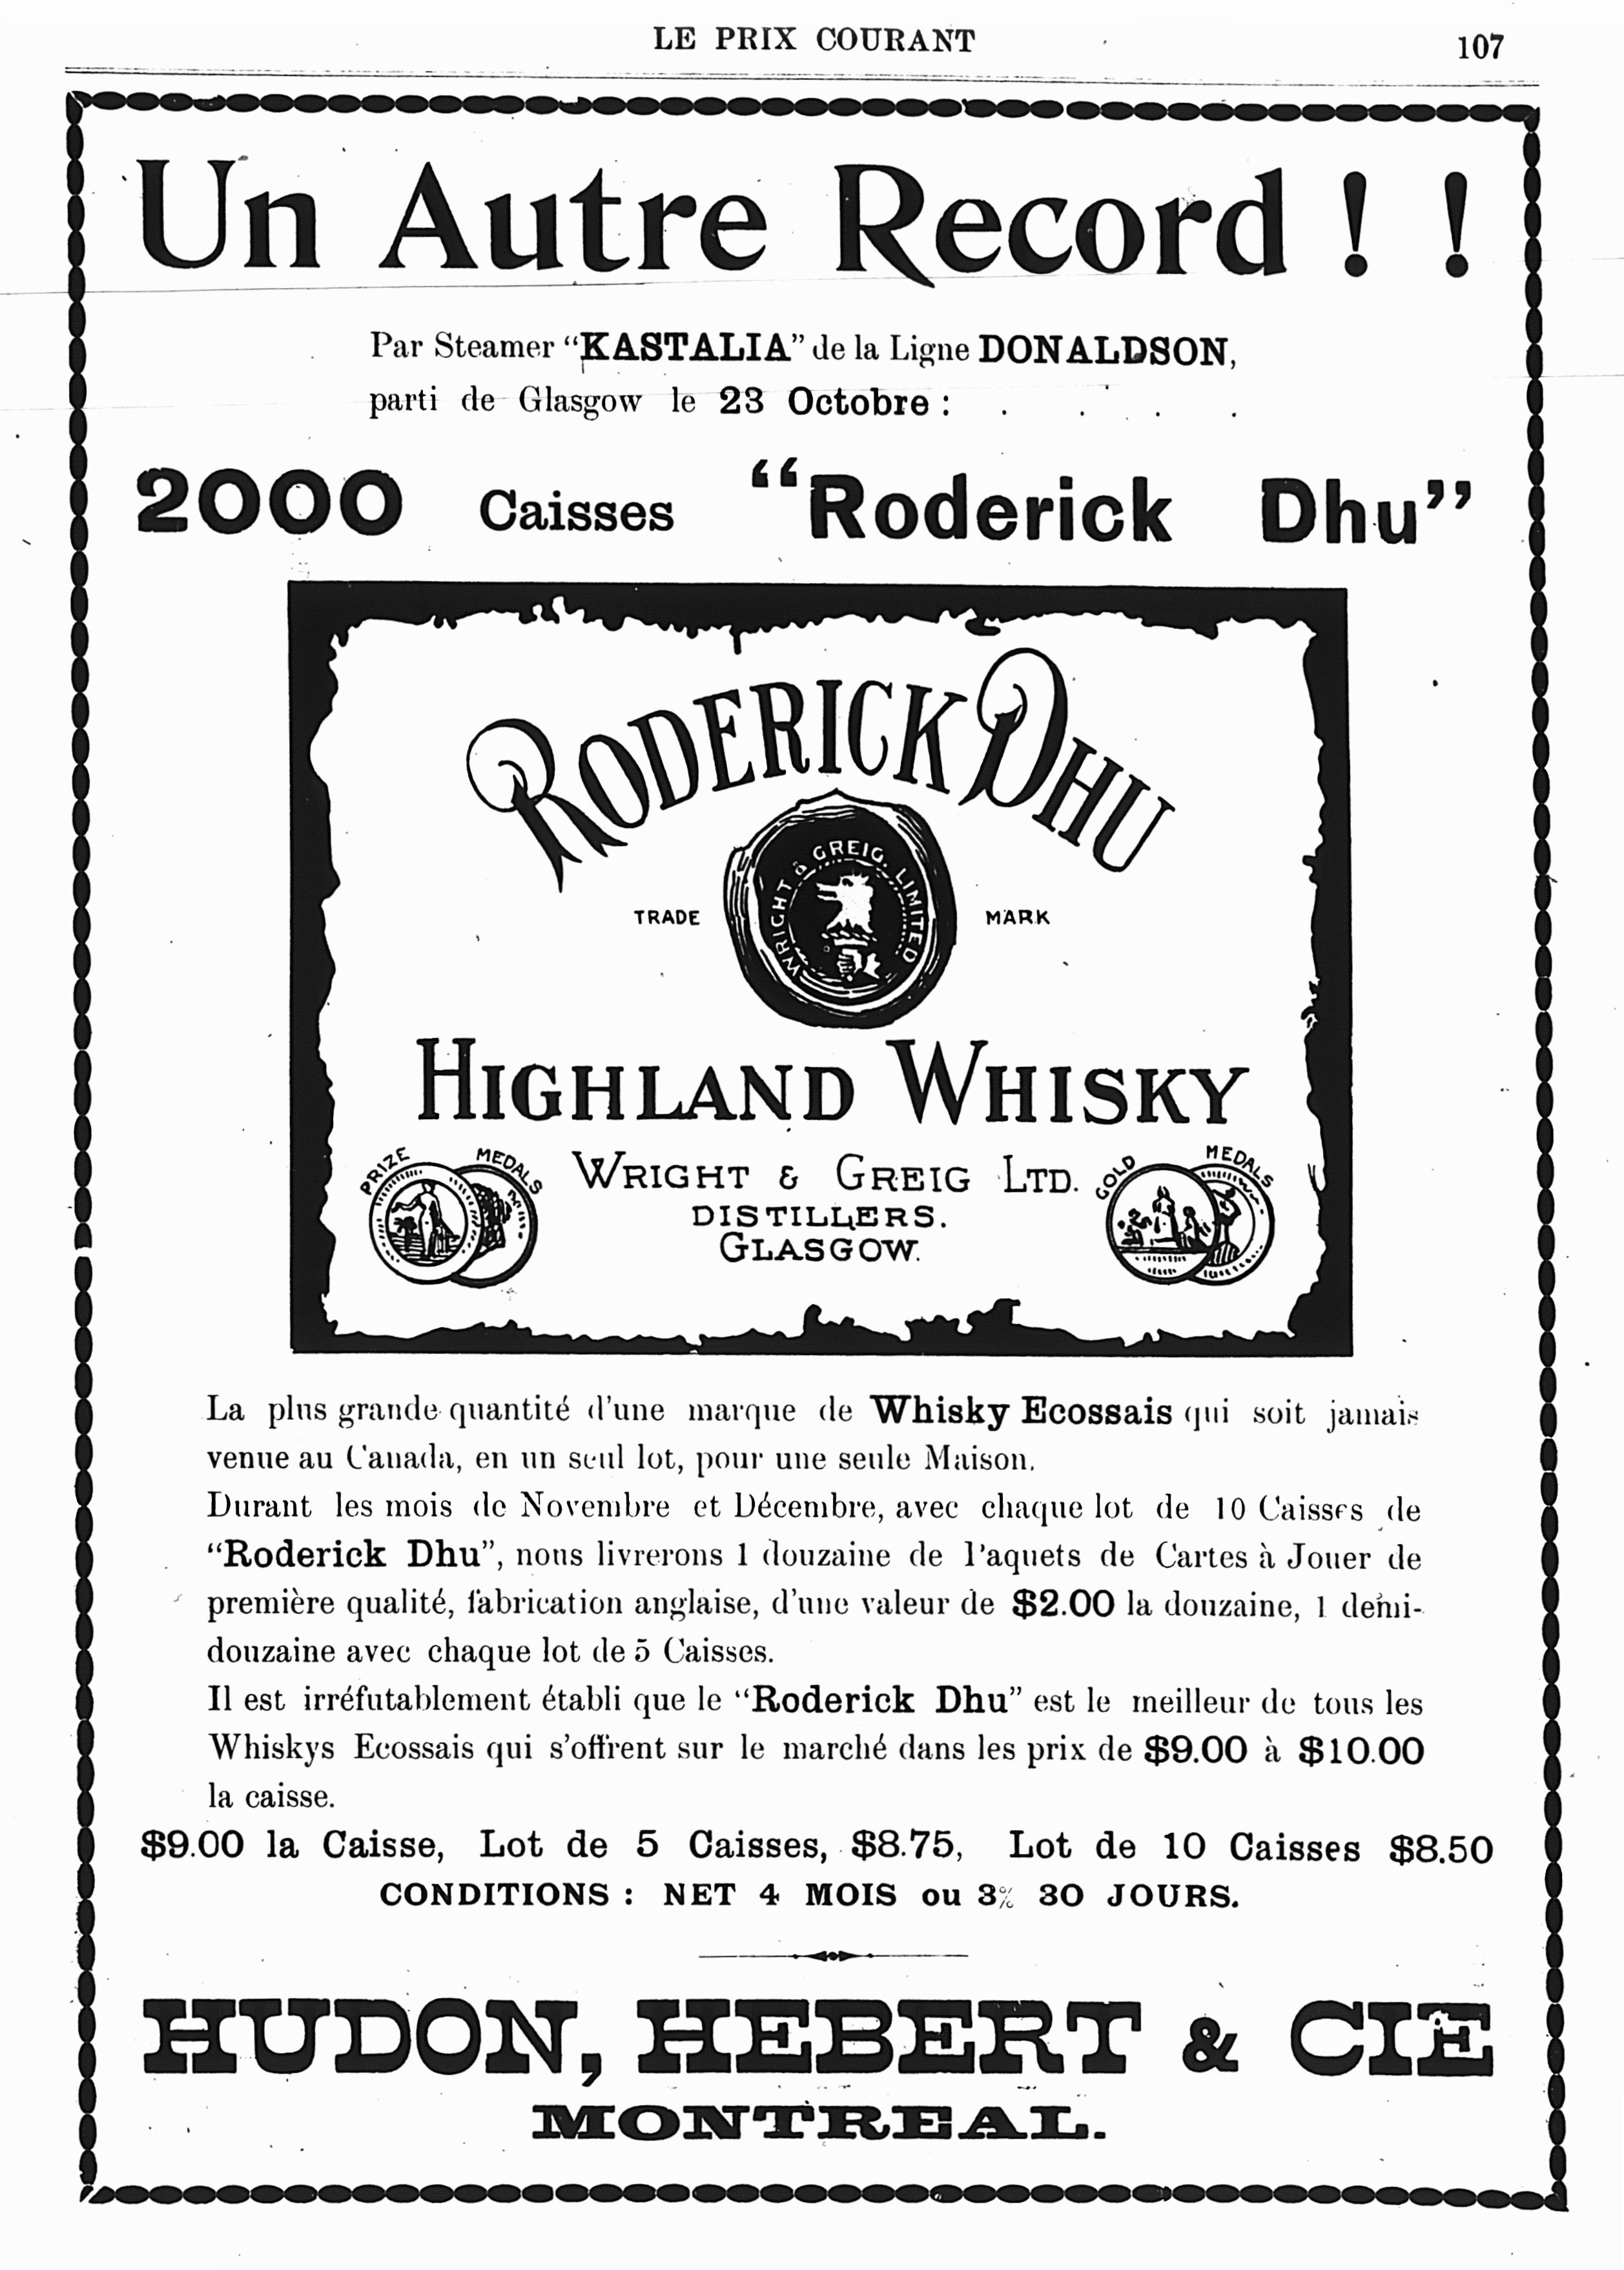 LE PRIX COURANT 107
Un Autre Record ! !
Par Steamer “KASTALIA” de la Ligne DONALDSON,
parti de Glasgow le 23 Octobre : . . . .
2000 Caisses “Roderick Dhu”
RODERICK DHU
WRIGHT & GREIG. LIMITED
TRADE MARK
HIGHLAND WHISKY
PRIZE MEDALS
WRIGHT & GREIG LTD.
GOLD MEDALS
DISTILLERS.
GLASGOW.
La plus grande quantité d'une marque de Whisky Ecossais qui soit jamais
venue au Canada, en un seul lot, pour une seule Maison.
Durant les mois de Novembre et Décembre, avec chaque lot de 10 Caisses de
“Roderick Dhu”, nous livrerons 1 douzaine de Paquets de Cartes à Jouer de
première qualité, fabrication anglaise, d'une valeur de $2.00 la douzaine, 1 demi-
douzaine avec chaque lot de 5 Caisses.
Il est irréfutablement établi que le “Roderick Dhu” est le meilleur de tous les
Whiskys Ecossais qui s'offrent sur le marché dans les prix de $9.00 à $10.00
la caisse.
$9.00 la Caisse, Lot de 5 Caisses, $8.75, Lot de 10 Caisses $8.50
CONDITIONS : NET 4 MOIS ou 3% 30 JOURS.
HUDON, HEBERT & CIE
MONTREAL.